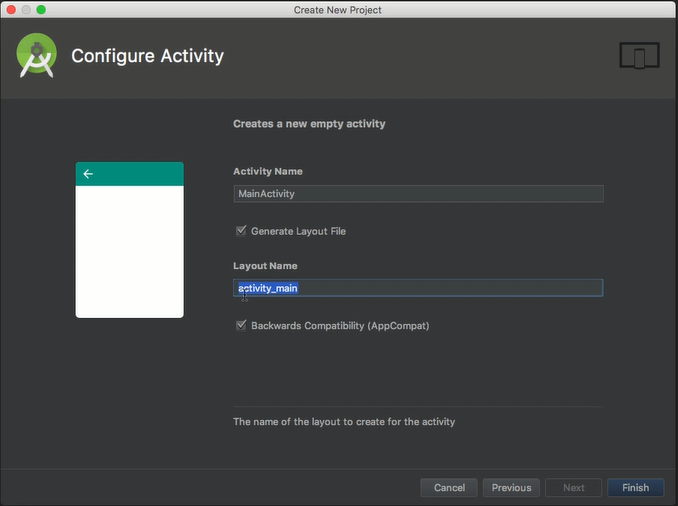 Create New Project
Configure Activity
Creates a new empty activity
Activity Name
MainActivity
Generate Layout File
Layout Name
activity_main
Backwards Compatibility (AppCompat)
The name of the layout to create for the activity
Cancel
Previous
Next
Finish